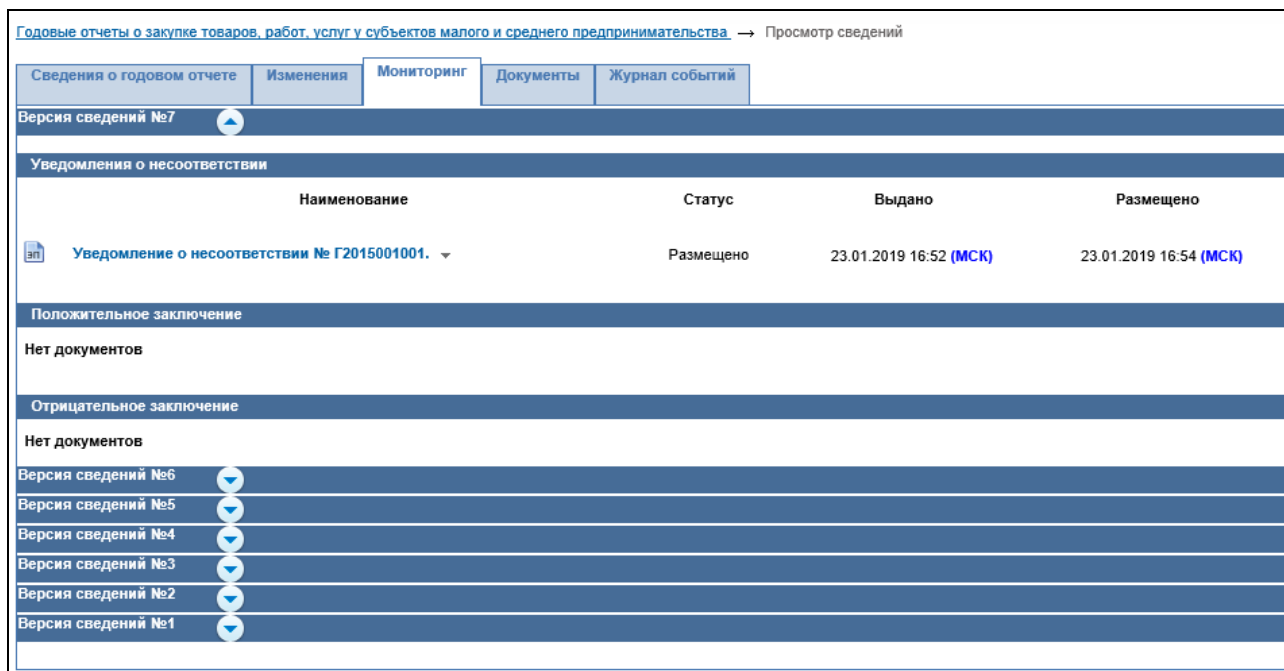 Годовые отчеты о закупке товаров, работ, услуг у субъектов малого и среднего предпринимательства → Просмотр сведений
Сведения о годовом отчете Изменения Мониторинг Документы Журнал событий
Версия сведений №7
Уведомления о несоответствии
Наименование Статус Выдано Размещено
эп Уведомление о несоответствии № Г2015001001. Размещено 23.01.2019 16:52 (МСК) 23.01.2019 16:54 (МСК)
Положительное заключение
Нет документов
Отрицательное заключение
Нет документов
Версия сведений №6
Версия сведений №5
Версия сведений №4
Версия сведений №3
Версия сведений №2
Версия сведений №1